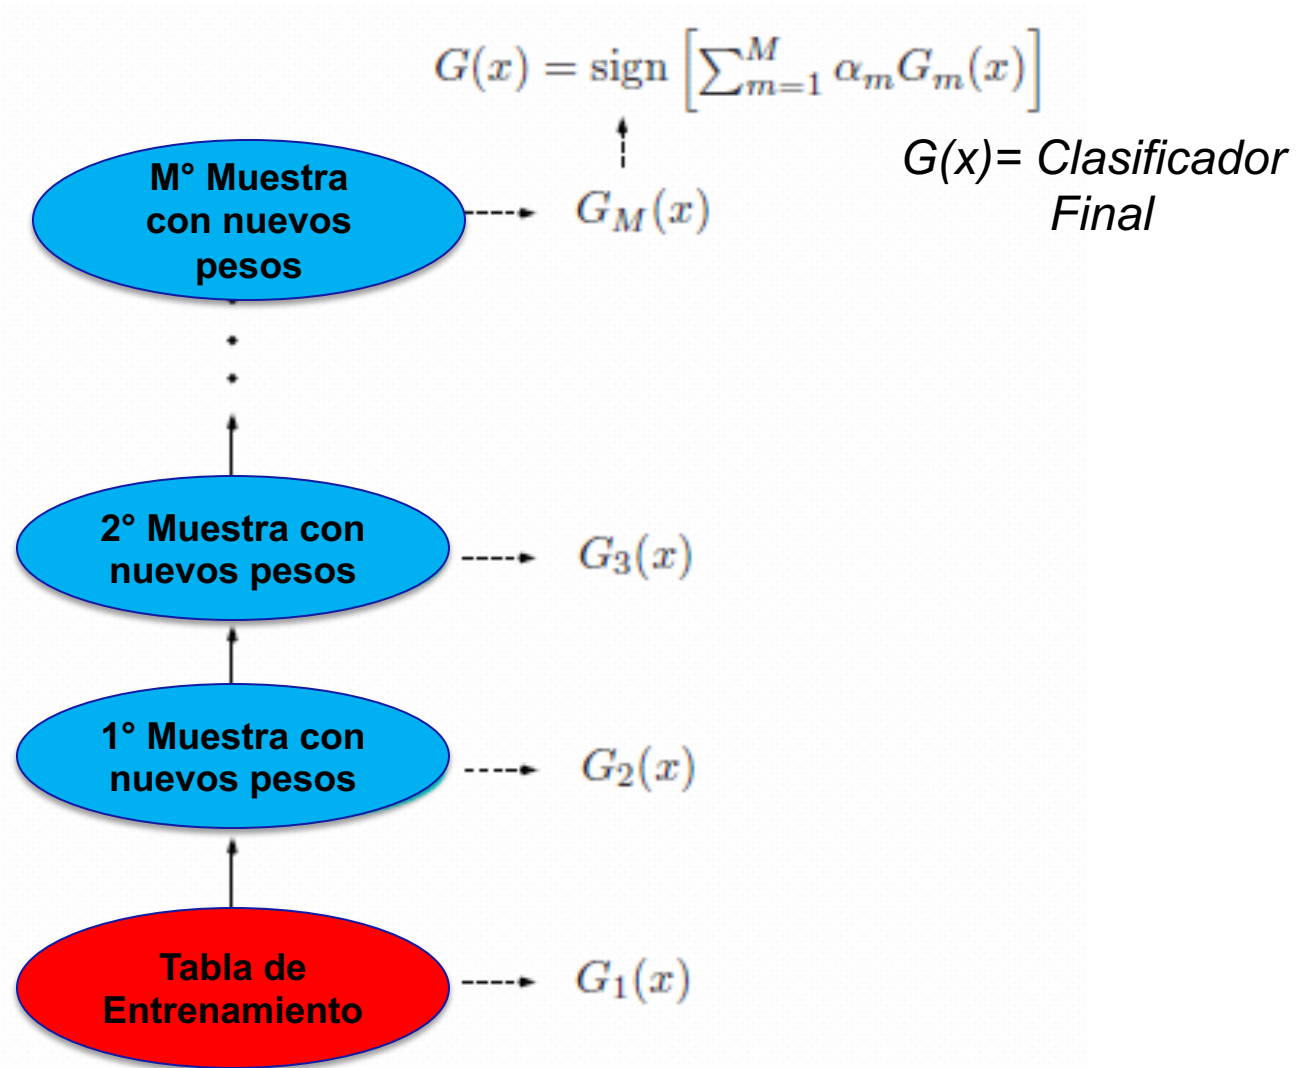 G(x) = sign [∑_{m=1}^{M} α_m G_m(x)]
G(x)= Clasificador
Final
M° Muestra
con nuevos
pesos
G_M(x)
2° Muestra con
nuevos pesos
G_3(x)
1° Muestra con
nuevos pesos
G_2(x)
Tabla de
Entrenamiento
G_1(x)